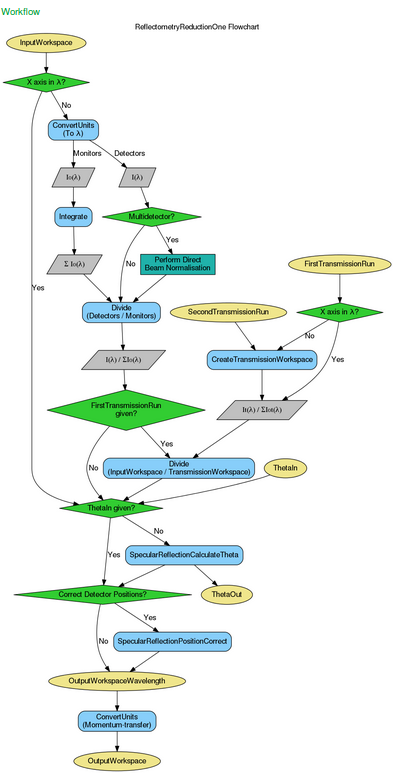 Workflow
ReflectometryReductionOne Flowchart
InputWorkspace
X axis in λ?
No
ConvertUnits
(To λ)
Monitors
Detectors
I₀(λ)
I(λ)
Integrate
Multidetector?
Yes
No
Perform Direct
Beam Normalisation
FirstTransmissionRun
Σ I₀(λ)
Yes
SecondTransmissionRun
X axis in λ?
Divide
(Detectors / Monitors)
No
Yes
CreateTransmissionWorkspace
I(λ) / ΣI₀(λ)
FirstTransmissionRun
given?
Yes
No
Divide
(InputWorkspace / TransmissionWorkspace)
ThetaIn
ThetaIn given?
No
Yes
SpecularReflectionCalculateTheta
Correct Detector Positions?
ThetaOut
Yes
No
SpecularReflectionPositionCorrect
OutputWorkspaceWavelength
ConvertUnits
(Momentum-transfer)
OutputWorkspace